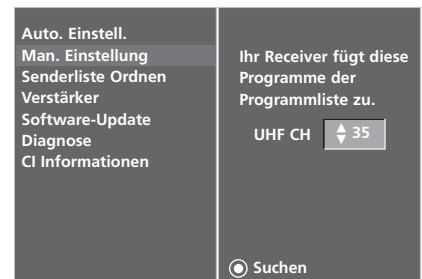 Auto. Einstell.
Man. Einstellung
Senderliste Ordnen
Verstärker
Software-Update
Diagnose
CI Informationen
Ihr Receiver fügt diese
Programme der
Programmliste zu.
UHF CH 35
Suchen